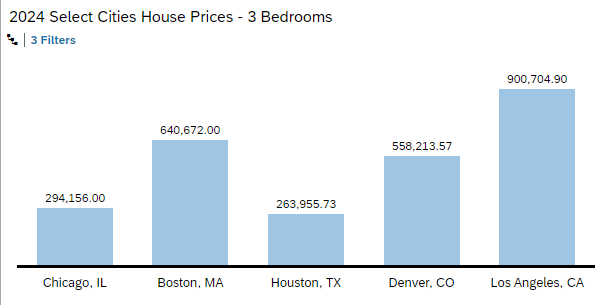 2024 Select Cities House Prices - 3 Bedrooms
3 Filters
900,704.90
640,672.00
558,213.57
294,156.00
263,955.73
Chicago, IL Boston, MA Houston, TX Denver, CO Los Angeles, CA